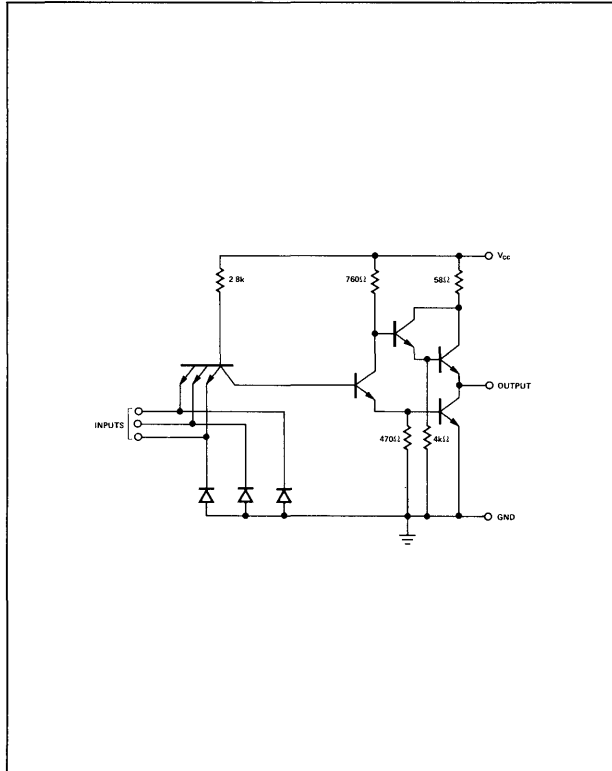 Vcc
2 8k
760Ω
58Ω
OUTPUT
INPUTS
470Ω
4kΩ
GND